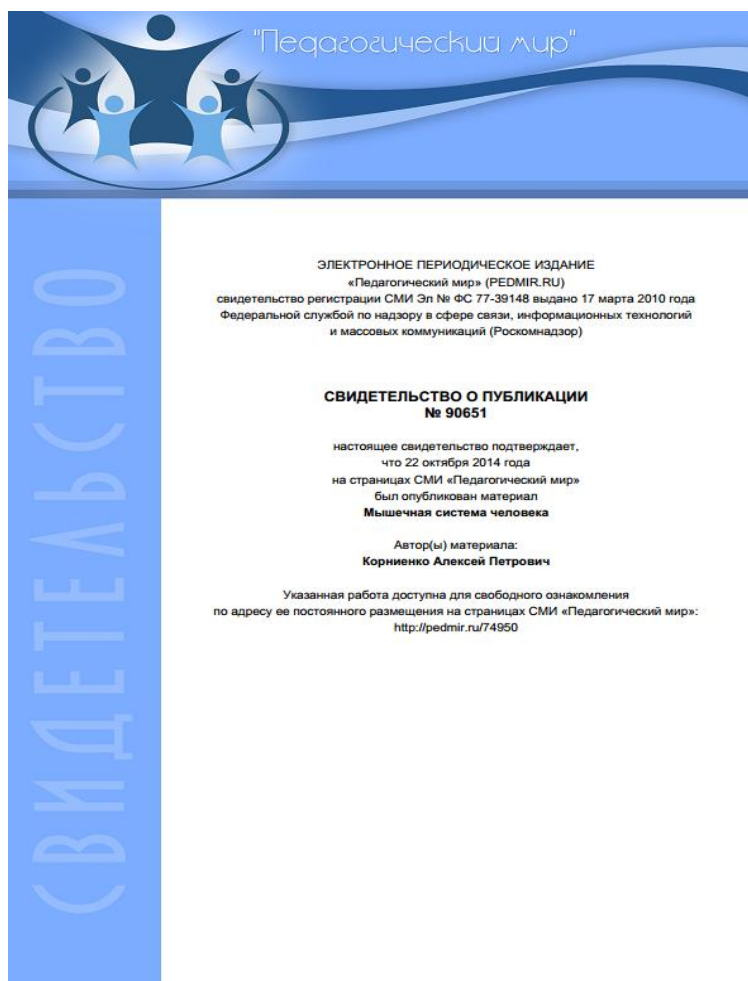 "Педагогический мир"
СВИДЕТЕЛЬСТВО
ЭЛЕКТРОННОЕ ПЕРИОДИЧЕСКОЕ ИЗДАНИЕ
«Педагогический мир» (PEDMIR.RU)
свидетельство регистрации СМИ Эл № ФС 77-39148 выдано 17 марта 2010 года
Федеральной службой по надзору в сфере связи, информационных технологий
и массовых коммуникаций (Роскомнадзор)
СВИДЕТЕЛЬСТВО О ПУБЛИКАЦИИ
№ 90651
настоящее свидетельство подтверждает,
что 22 октября 2014 года
на страницах СМИ «Педагогический мир»
был опубликован материал
Мышечная система человека
Автор(ы) материала:
Корниенко Алексей Петрович
Указанная работа доступна для свободного ознакомления
по адресу ее постоянного размещения на страницах СМИ «Педагогический мир»:
http://pedmir.ru/74950